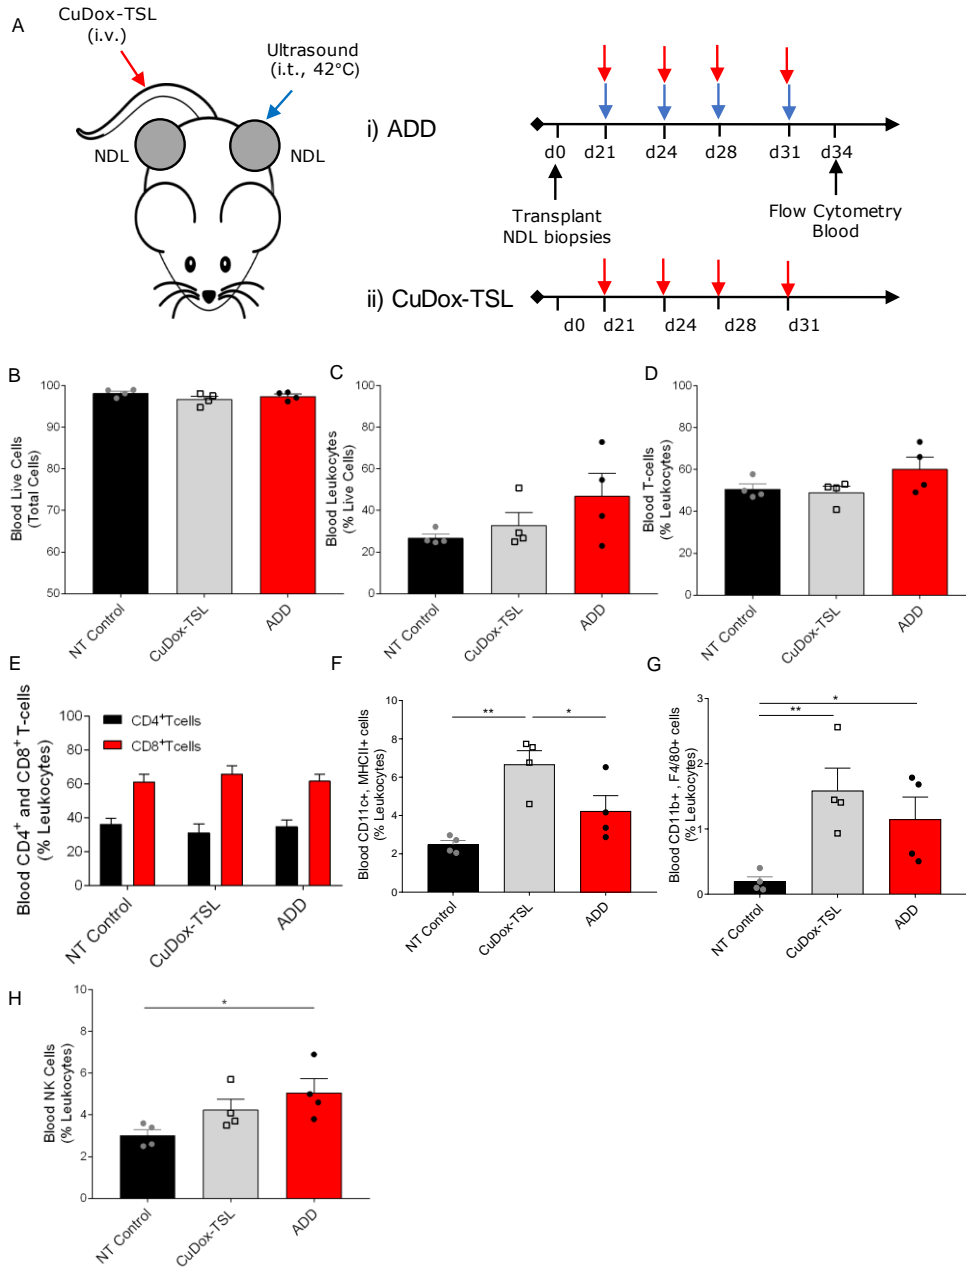 A
CuDox-TSL
(i.v.)
Ultrasound
(i.t., 42°C)
NDL
NDL
i) ADD
d0 d21 d24 d28 d31 d34
Transplant
NDL biopsies
Flow Cytometry
Blood
ii) CuDox-TSL
d0 d21 d24 d28 d31
B
Blood Live Cells
(Total Cells)
100
90
80
70
60
50
NT Control
CuDox-TSL
ADD
C
Blood Leukocytes
(% Live Cells)
100
80
60
40
20
0
NT Control
CuDox-TSL
ADD
D
Blood T-cells
(% Leukocytes)
100
80
60
40
20
0
NT Control
CuDox-TSL
ADD
E
Blood CD4+ and CD8+ T-cells
(% Leukocytes)
100
80
60
40
20
0
CD4+Tcells
CD8+Tcells
NT Control
CuDox-TSL
ADD
F
Blood CD11c+, MHCII+ cells
(% Leukocytes)
10
8
6
4
2
0
**
*
NT Control
CuDox-TSL
ADD
G
Blood CD11b+ , F4/80+ cells
(% Leukocytes)
3
2
1
0
*
**
NT Control
CuDox-TSL
ADD
H
Blood NK Cells
(% Leukocytes)
10
8
6
4
2
0
*
NT Control
CuDox-TSL
ADD